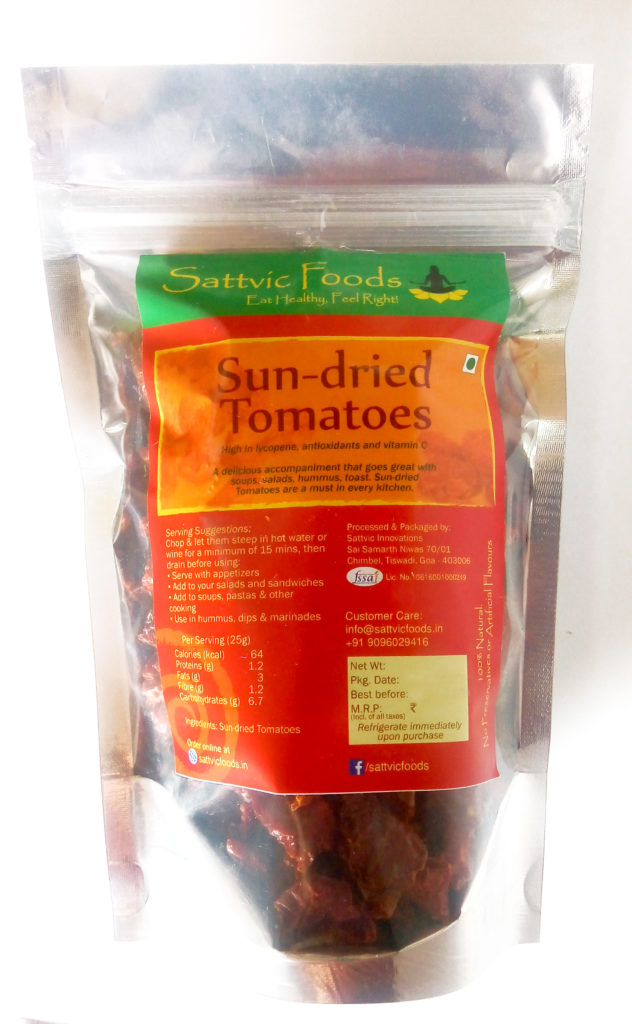 Sattvic Foods
Eat Healthy, Feel Right!
Sun-dried
Tomatoes
High in lycopene, antioxidants and vitamin C
A delicious accompaniment that goes great with
soups, salads, hummus, toast. Sun-dried
Tomatoes are a must in every kitchen.
Serving Suggestions:
Chop & let them steep in hot water or
wine for a minimum of 15 mins, then
drain before using:
• Serve with appetizers
• Add to your salads and sandwiches
• Add to soups, pastas & other
cooking
• Use in hummus, dips & marinades
Per Serving (25g)
Calories (kcal) 64
Proteins (g) 1.2
Fats (g) 3
Fibre (g) 1.2
Carbohydrates (g) 6.7
Ingredients: Sun-dried Tomatoes
Order online at
sattvicfoods.in
Processed & Packaged by:
Sattvic Innovations
Sai Samarth Niwas 70/01
Chimbel, Tiswadi, Goa - 403006
fssai Lic. No.
Customer Care:
info@sattvicfoods.in
+91 9096029416
Net Wt:
Pkg. Date:
Best before:
M.R.P: ₹
(Incl. of all taxes)
Refrigerate immediately
upon purchase
f /sattvicfoods
100% Natural.
No Preservatives or Artificial Flavours